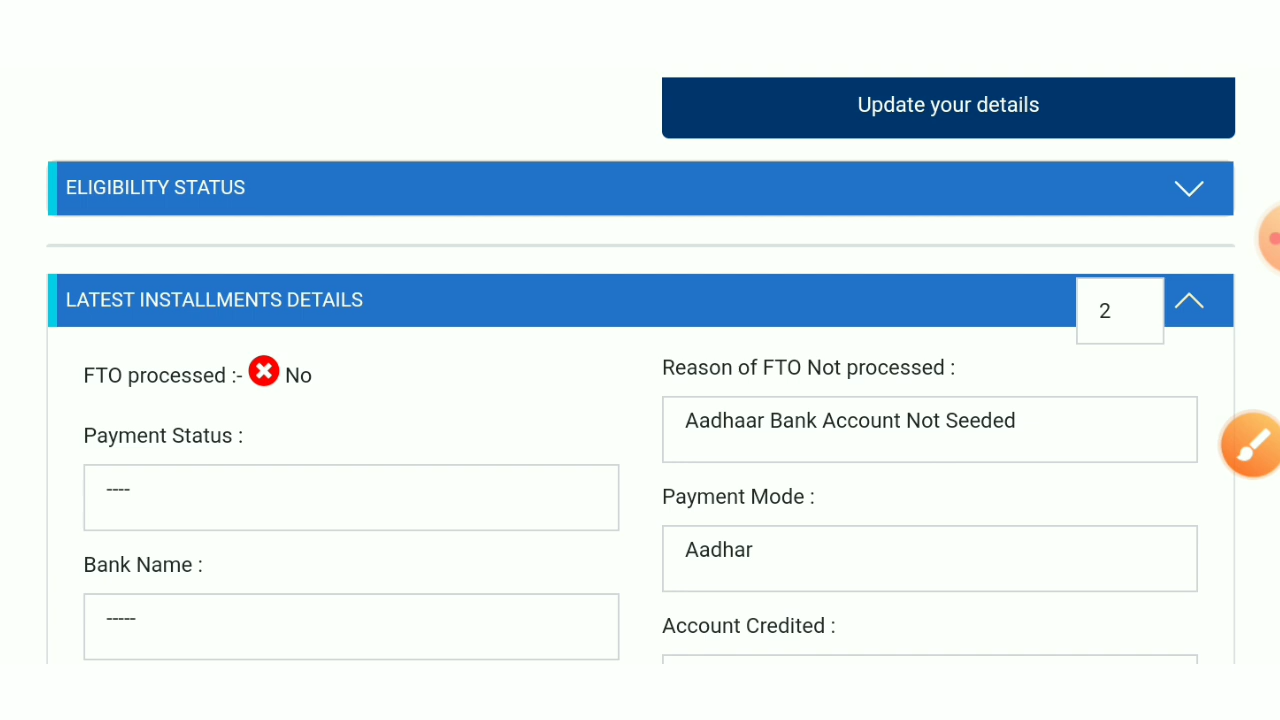 Update your details
ELIGIBILITY STATUS
LATEST INSTALLMENTS DETAILS
2
FTO processed :- No
Reason of FTO Not processed :
Aadhaar Bank Account Not Seeded
Payment Status :
----
Payment Mode :
Aadhar
Bank Name :
-----
Account Credited :